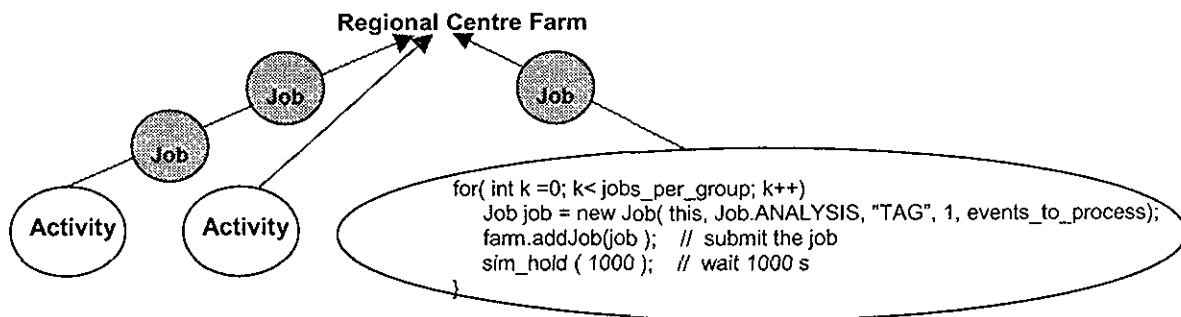 Regional Centre Farm
Job
Job
Job
Activity
Activity
for( int k =0; k< jobs_per_group; k++)
Job job = new Job( this, Job.ANALYSIS, "TAG", 1, events_to_process);
farm.addJob(job ); // submit the job
sim_hold ( 1000 ); // wait 1000 s
}